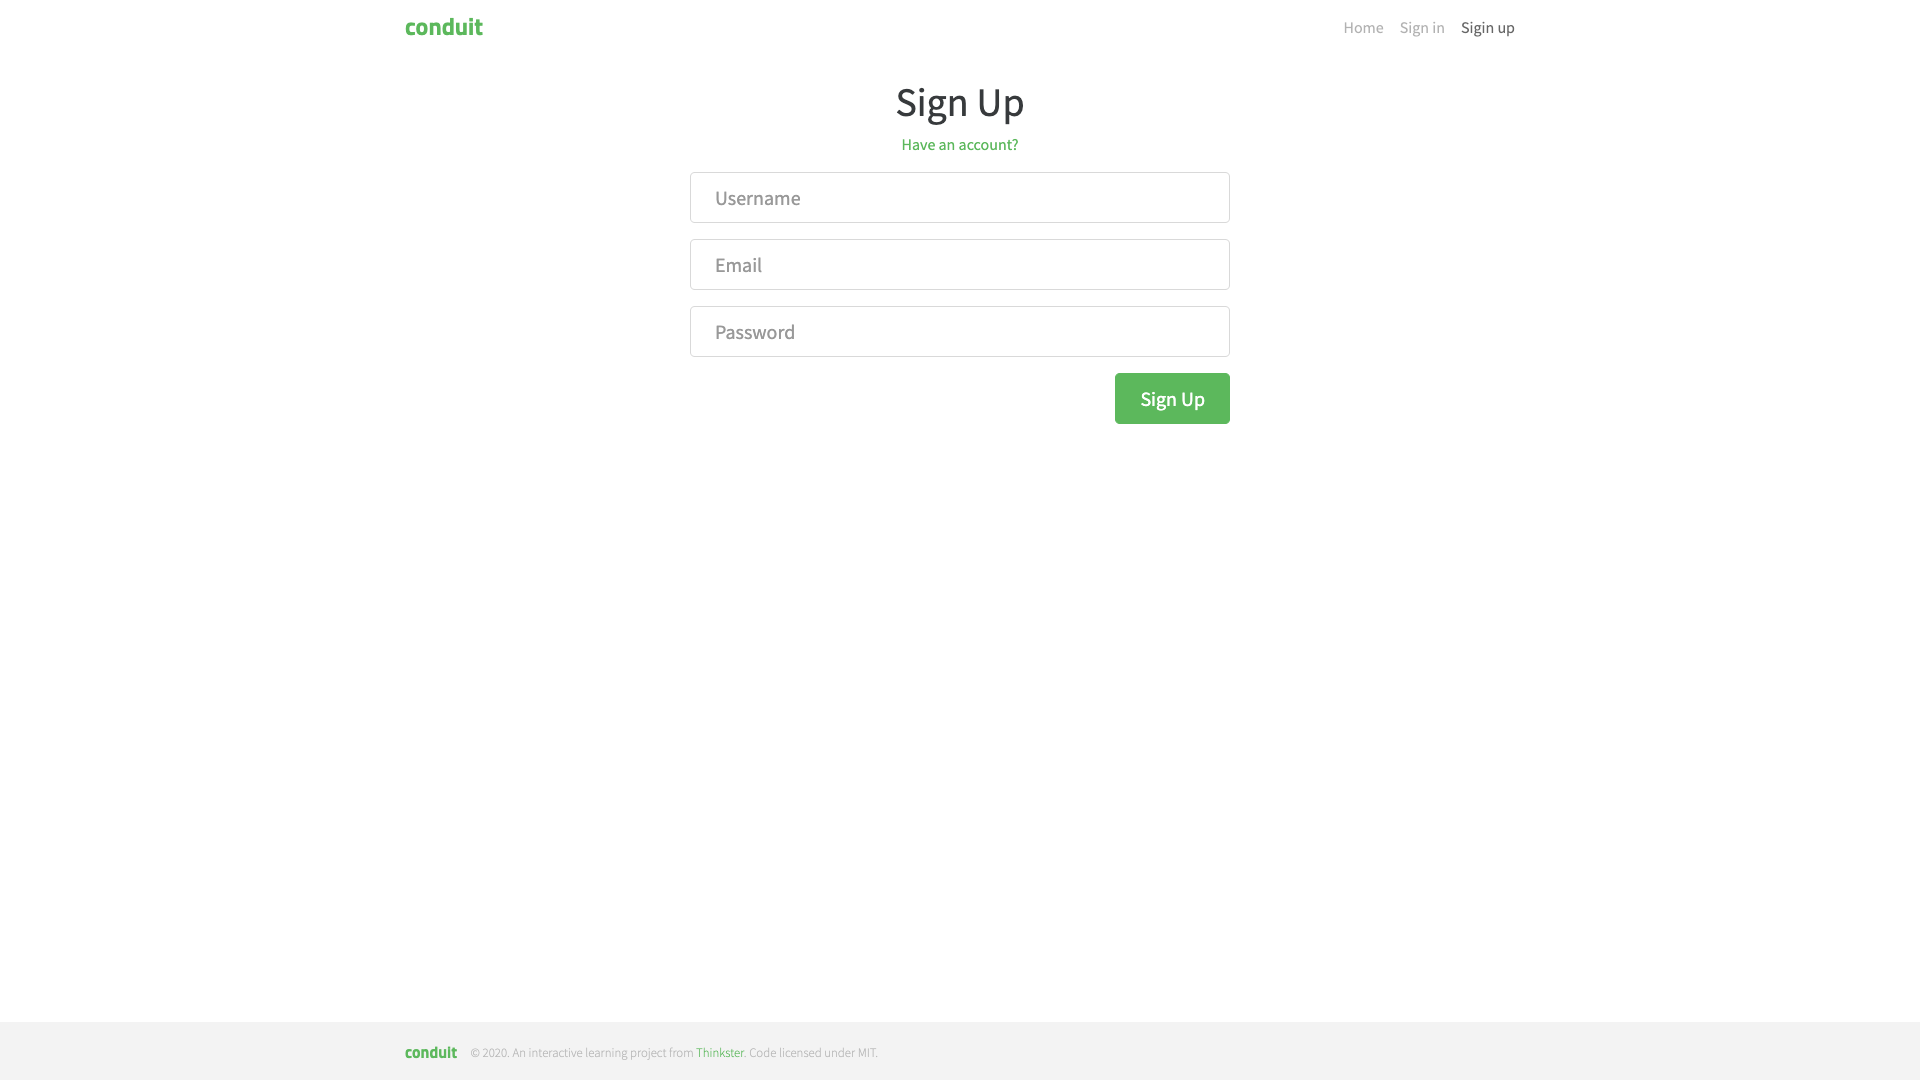 conduit
Home Sign in Sigin up
Sign Up
Have an account?
Username
Email
Password
Sign Up
conduit © 2020. An interactive learning project from Thinkster. Code licensed under MIT.